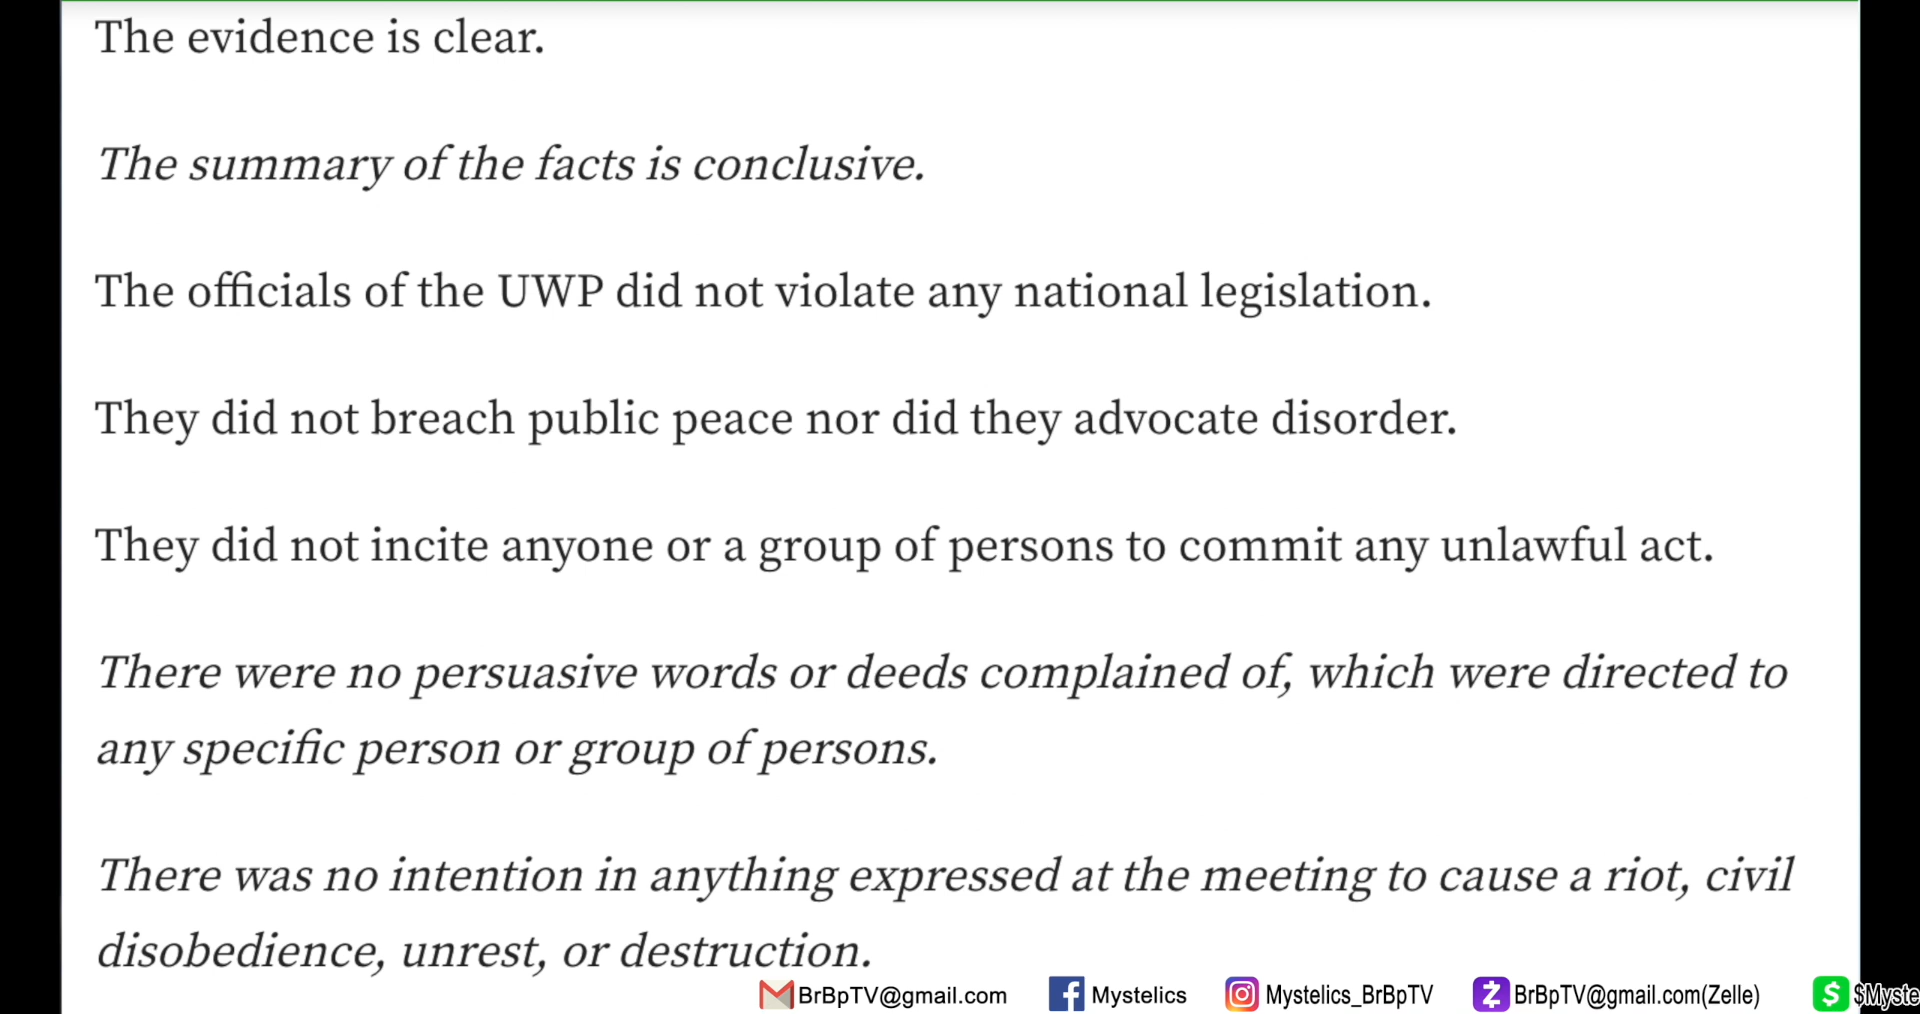 The evidence is clear.
The summary of the facts is conclusive.
The officials of the UWP did not violate any national legislation.
They did not breach public peace nor did they advocate disorder.
They did not incite anyone or a group of persons to commit any unlawful act.
There were no persuasive words or deeds complained of, which were directed to
any specific person or group of persons.
There was no intention in anything expressed at the meeting to cause a riot, civil
disobedience, unrest, or destruction.
BrBpTV@gmail.com Mystelics Mystelics_BrBpTV BrBpTV@gmail.com(Zelle) $Myste